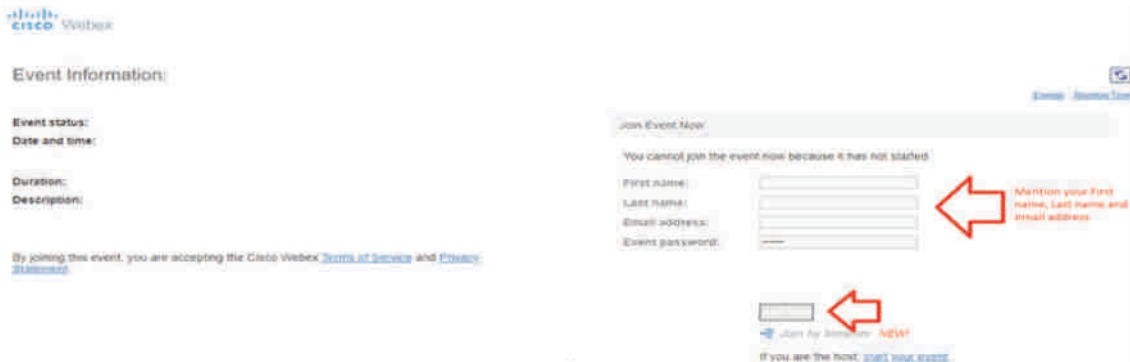 CISCO Webex
Event Information:
English
Event status:
Date and time:
Duration:
Description:
By joining this event, you are accepting the Cisco Webex Terms of Service and Privacy
Statement.
Join Event Now
You cannot join the event now because it has not started
First name:
Last name:
Email address:
Event password:
Mention your First
name, Last name and
email address
NEW!
If you are the host, start your event